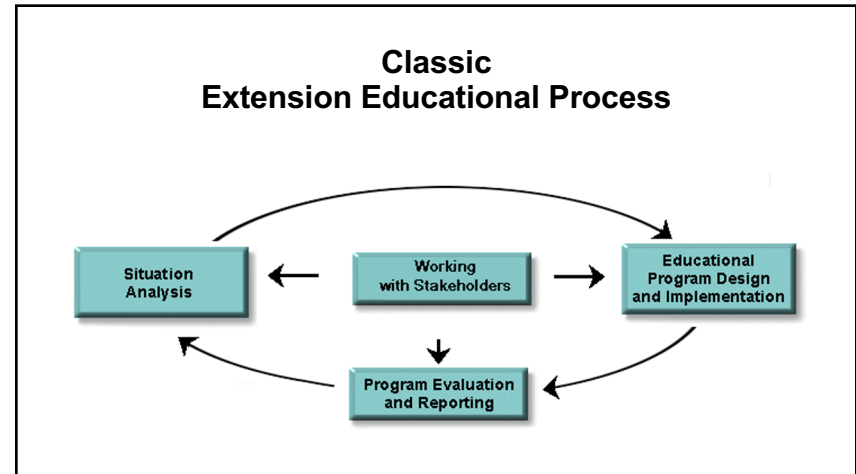 Classic
Extension Educational Process
Situation
Analysis
Working
with Stakeholders
Educational
Program Design
and Implementation
Program Evaluation
and Reporting